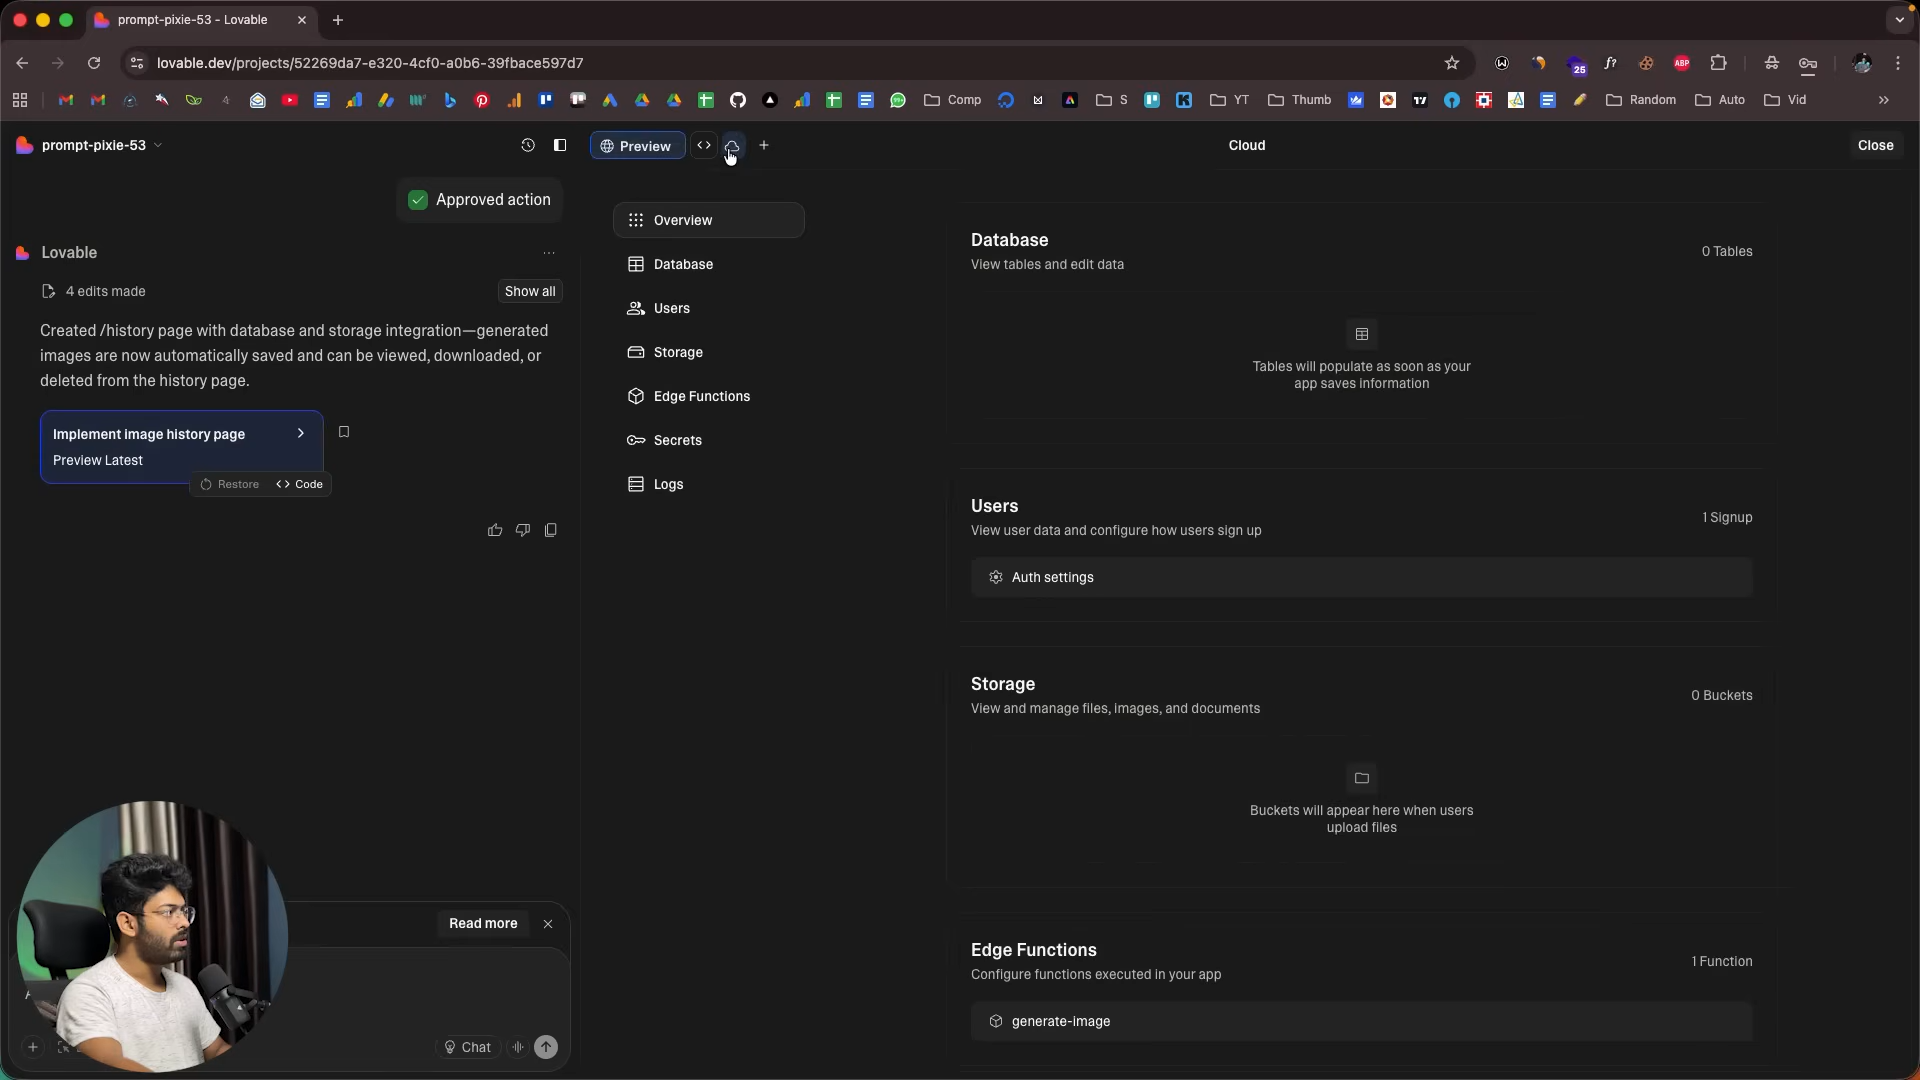 prompt-pixie-53 - Lovable
lovable.dev/projects/52269da7-e320-4cf0-a0b6-39fbace597d7
25
f?
ABP
Comp
S
YT
Thumb
Random
Auto
Vid
prompt-pixie-53
Preview
Cloud
Close
Approved action
Lovable
4 edits made
Show all
Created /history page with database and storage integration—generated
images are now automatically saved and can be viewed, downloaded, or
deleted from the history page.
Implement image history page
Preview Latest
Restore
Code
Read more
Chat
Overview
Database
Users
Storage
Edge Functions
Secrets
Logs
Database
0 Tables
View tables and edit data
Tables will populate as soon as your
app saves information
Users
1 Signup
View user data and configure how users sign up
Auth settings
Storage
0 Buckets
View and manage files, images, and documents
Buckets will appear here when users
upload files
Edge Functions
1 Function
Configure functions executed in your app
generate-image